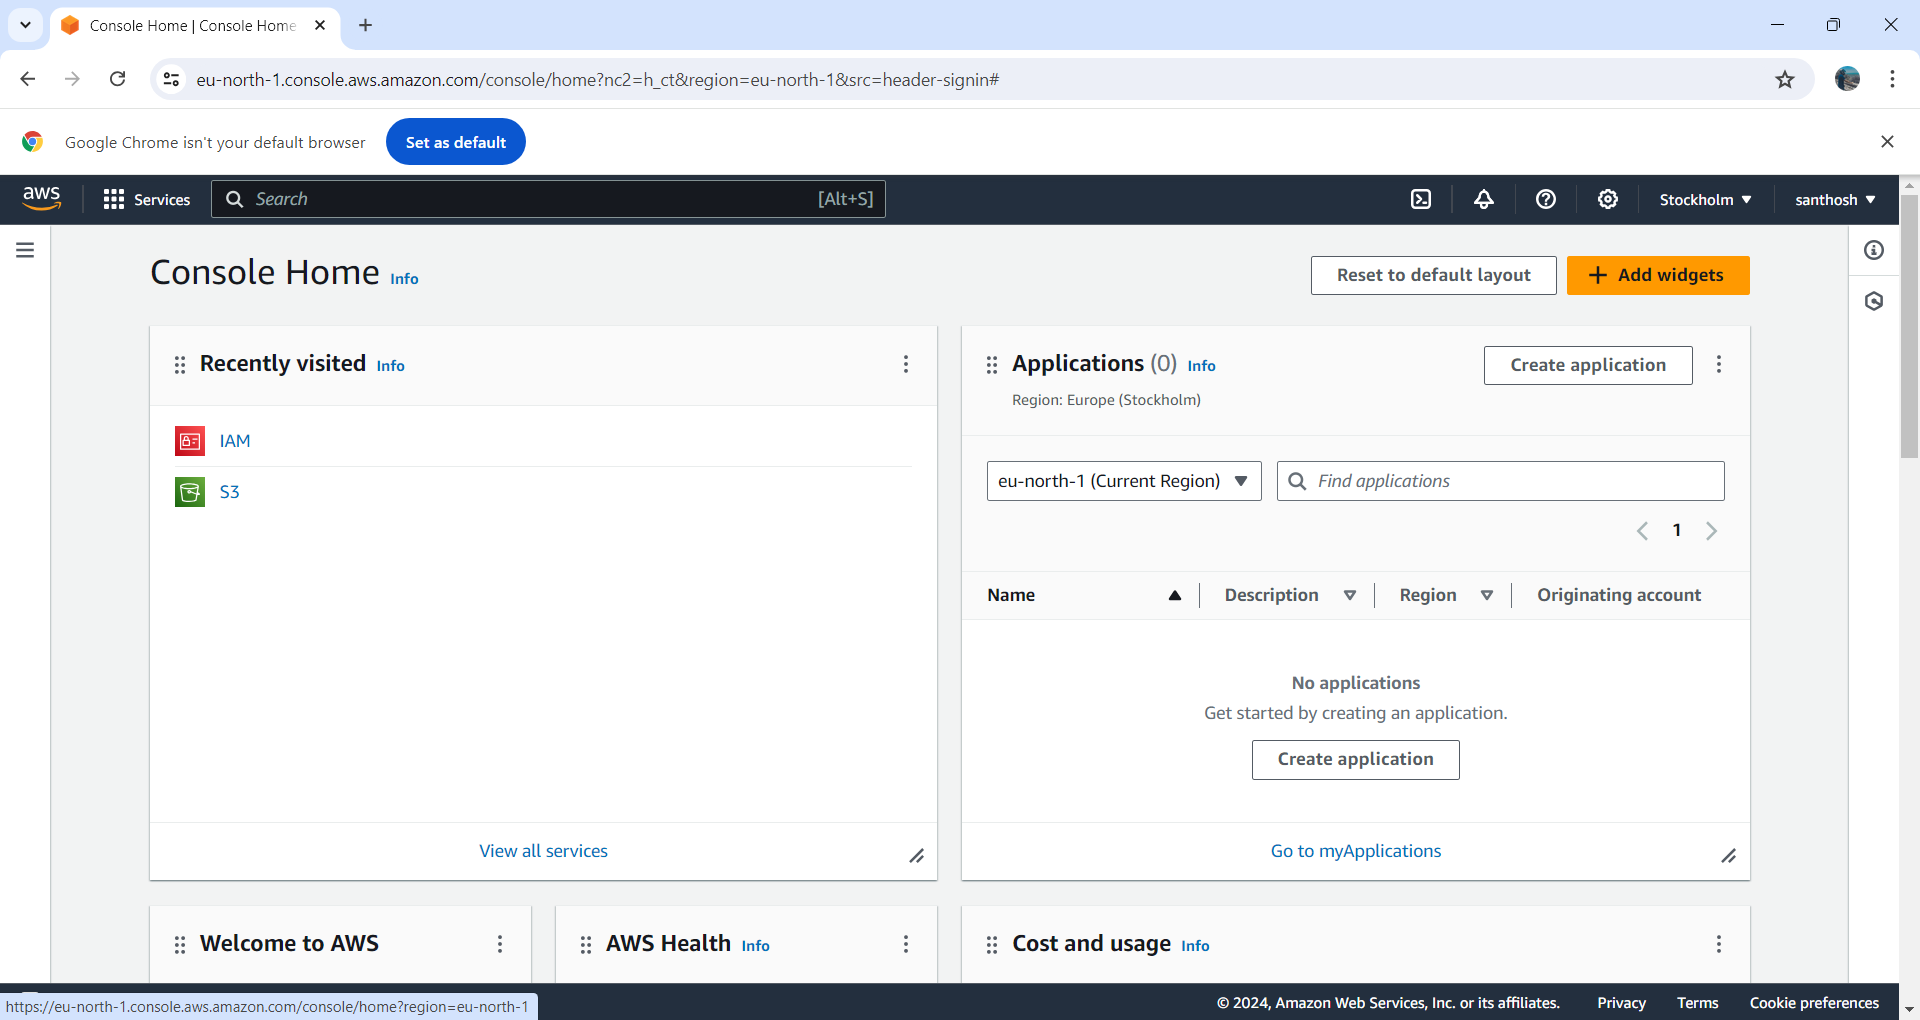 Console Home | Console Home
eu-north-1.console.aws.amazon.com/console/home?nc2=h_ct&region=eu-north-1&src=header-signin#
Google Chrome isn't your default browser
Set as default
aws
Services
Search
[Alt+S]
Stockholm
santhosh
Console Home Info
Reset to default layout
Add widgets
Recently visited Info
IAM
S3
View all services
Applications (0) Info
Create application
Region: Europe (Stockholm)
eu-north-1 (Current Region)
Find applications
1
Name
Description
Region
Originating account
No applications
Get started by creating an application.
Create application
Go to myApplications
Welcome to AWS
AWS Health Info
Cost and usage Info
https://eu-north-1.console.aws.amazon.com/console/home?region=eu-north-1
© 2024, Amazon Web Services, Inc. or its affiliates.
Privacy
Terms
Cookie preferences